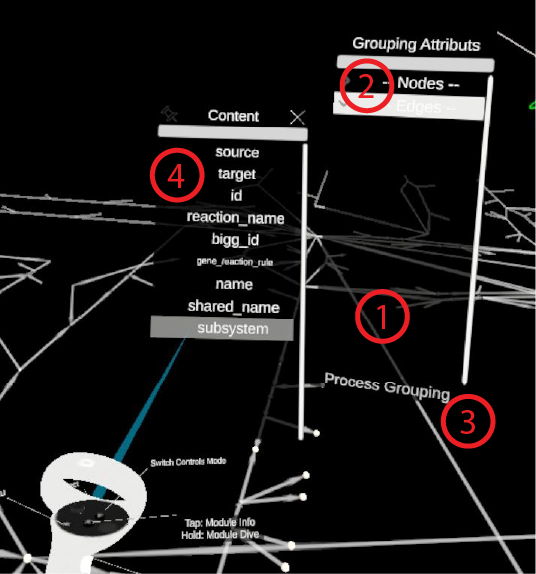 Grouping Attributs
2
-- Nodes --
Edges --
Content
source
4
target
id
reaction_name
bigg_id
gene_reaction_rule
name
shared_name
subsystem
1
Process Grouping
3
Switch Controls Mode
Tap: Module Info
Hold: Module Dive